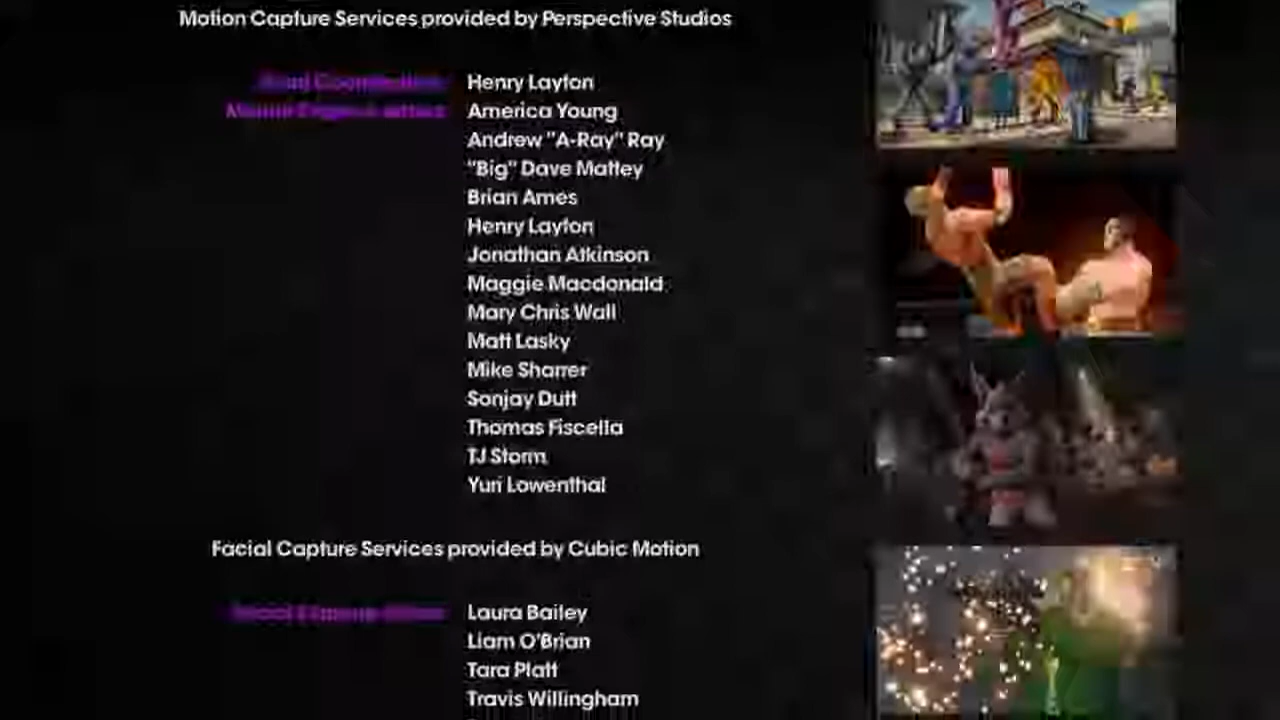 Motion Capture Services provided by Perspective Studios
Henry Layton
America Young
Andrew "A-Ray" Ray
"Big" Dave Mattey
Brian Ames
Henry Layton
Jonathan Atkinson
Maggie Macdonald
Mary Chris Wall
Matt Lasky
Mike Sharrer
Sonjay Dutt
Thomas Fiscella
TJ Storm
Yuri Lowenthal
Facial Capture Services provided by Cubic Motion
Laura Bailey
Liam O'Brian
Tara Platt
Travis Willingham